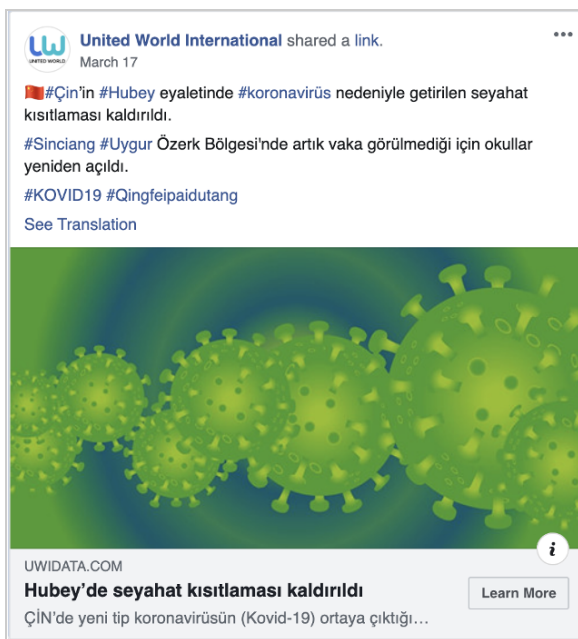 United World International shared a link.
UNITED WORLD
March 17
#Çin'in #Hubey eyaletinde #koronavirüs nedeniyle getirilen seyahat
kısıtlaması kaldırıldı.
#Sinciang #Uygur Özerk Bölgesi'nde artık vaka görülmediği için okullar
yeniden açıldı.
#KOVID19 #Qingfeipaidutang
See Translation
UWIDATA.COM
Hubey'de seyahat kısıtlaması kaldırıldı
Learn More
ÇİN'de yeni tip koronavirüsün (Kovid-19) ortaya çıktığı…